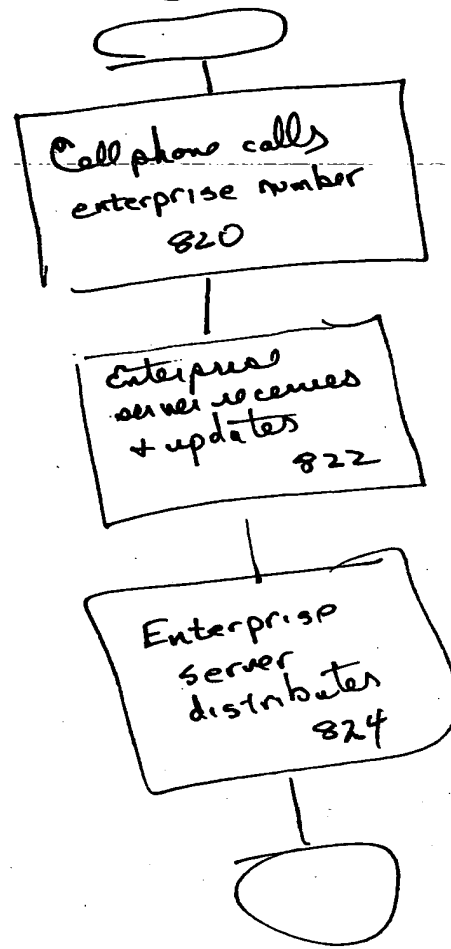 Cell phone calls
enterprise number
820
Enterprise
server receives
+ updates
822
Enterprise
server
distributes
824